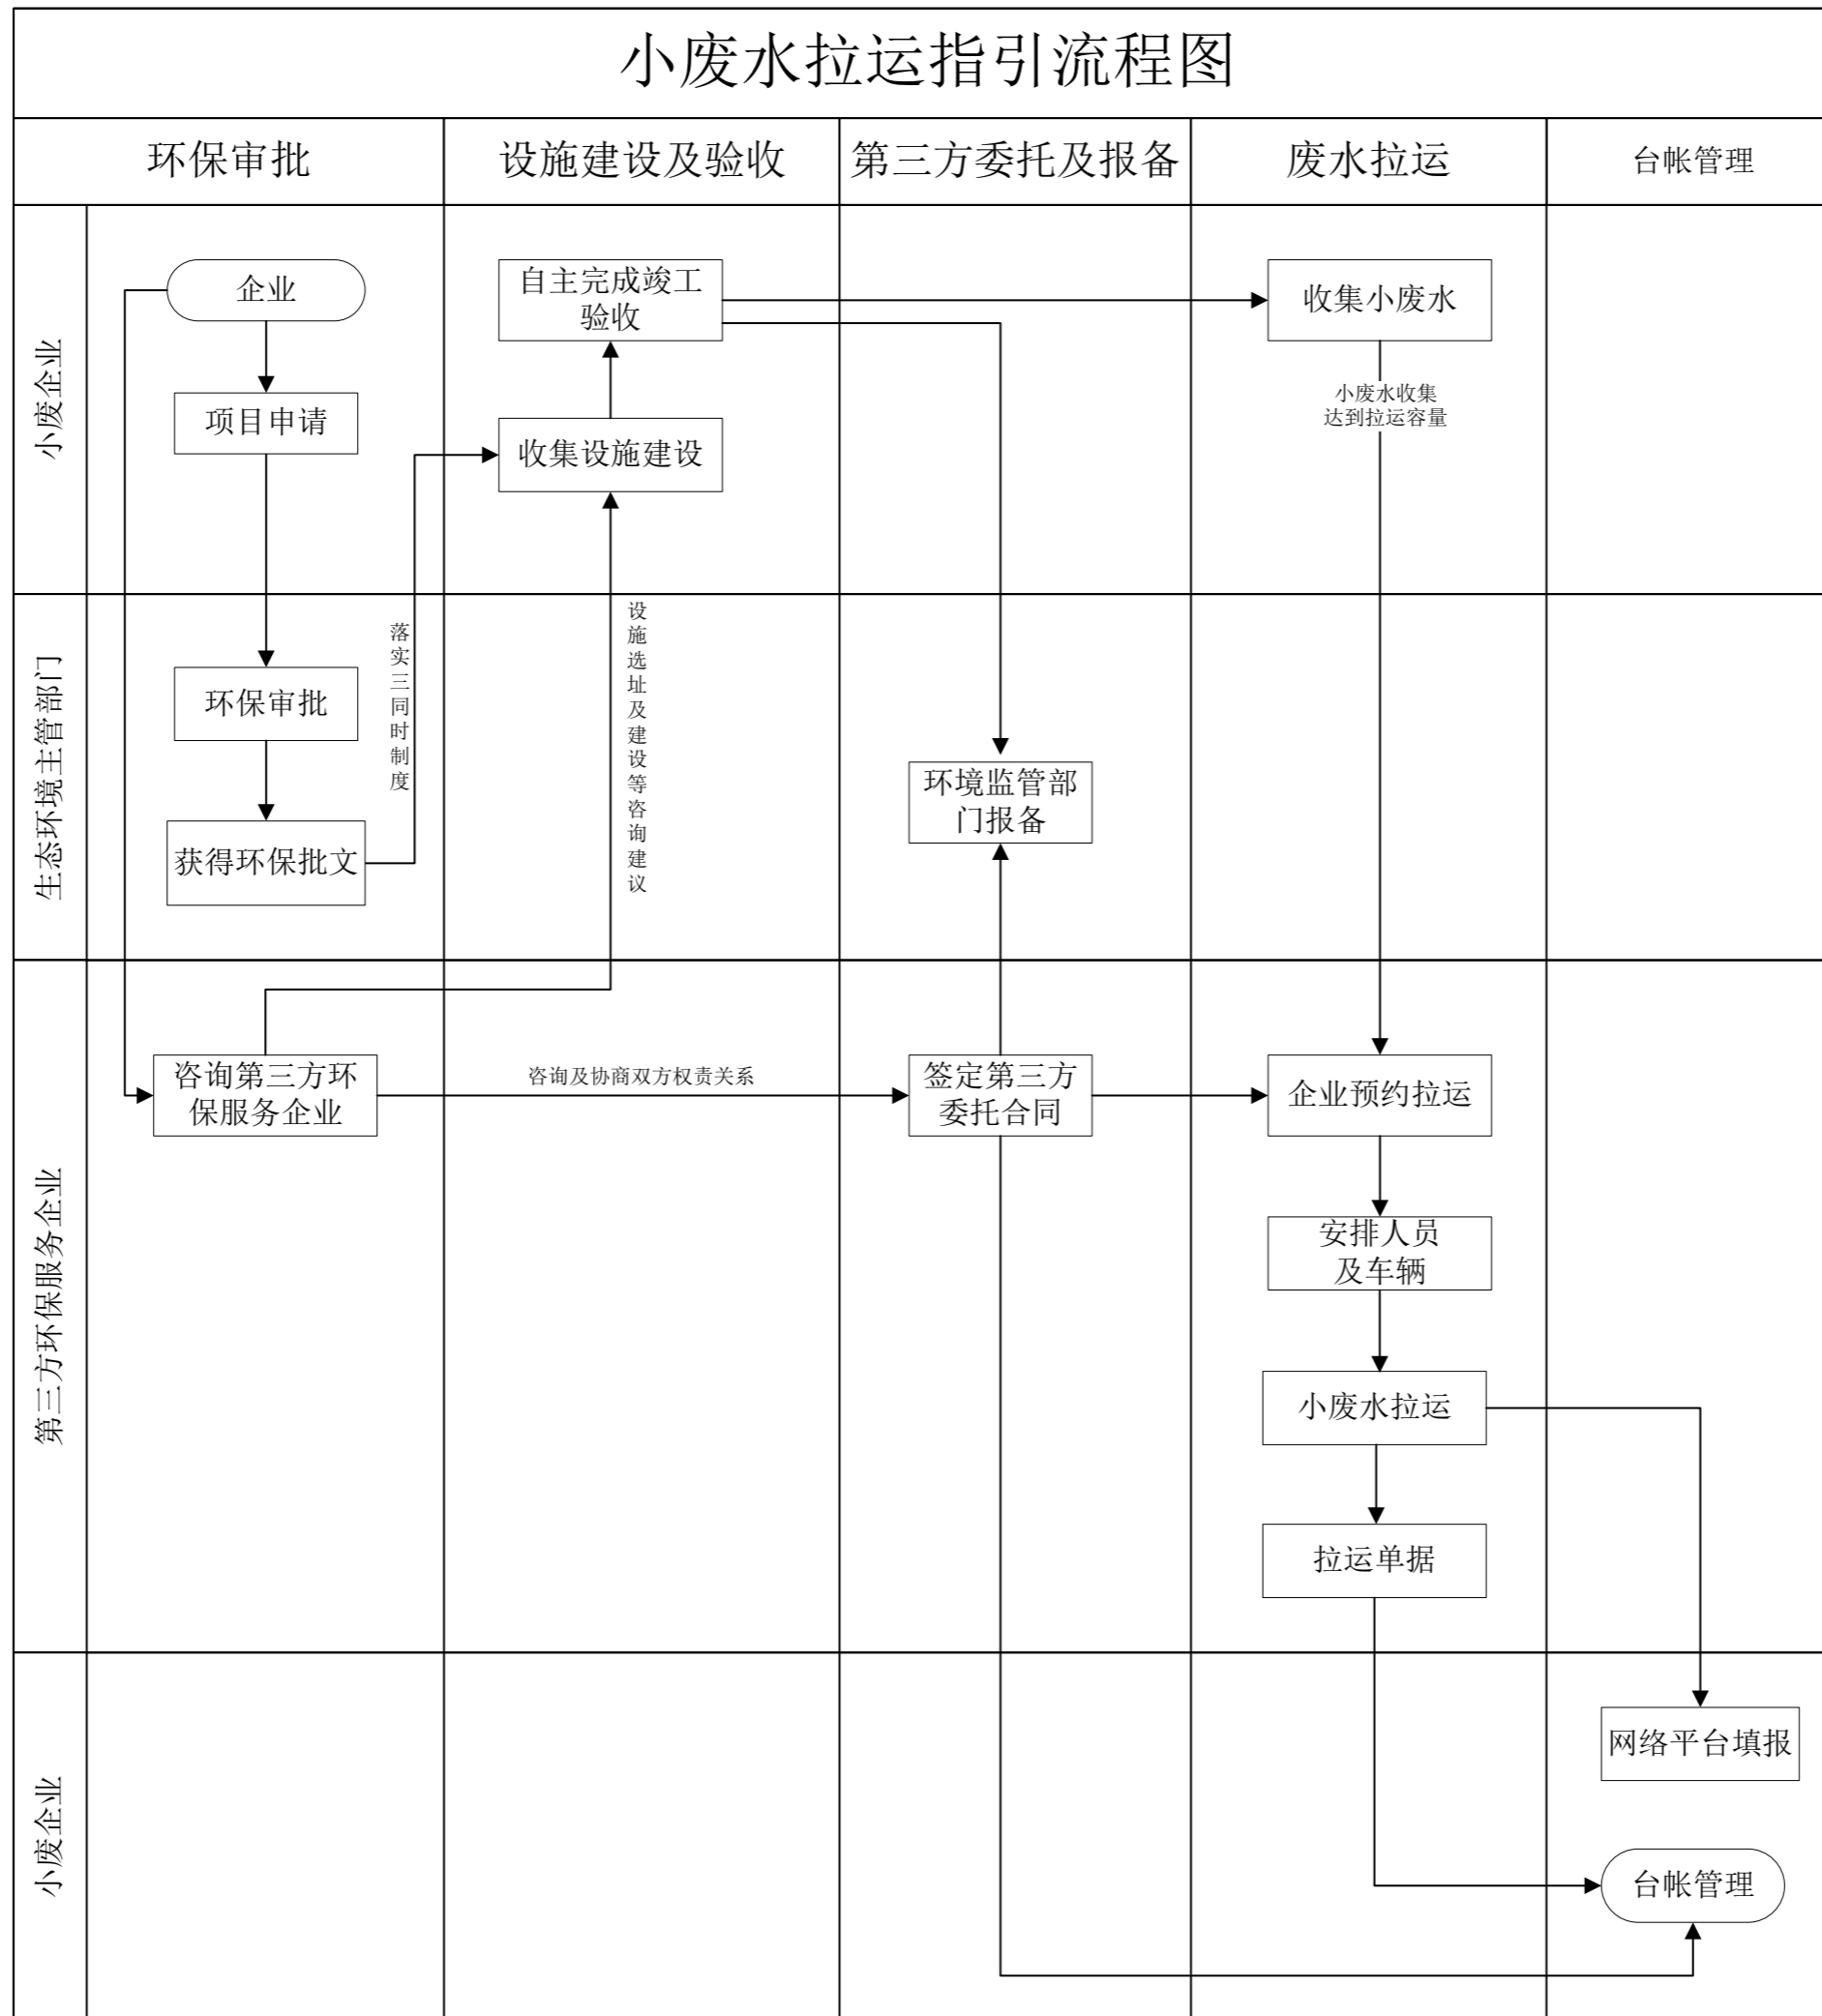 小废水拉运指引流程图
环保审批
设施建设及验收
第三方委托及报备
废水拉运
台帐管理
小废企业
企业
项目申请
自主完成竣工
验收
收集设施建设
收集小废水
小废水收集
达到拉运容量
生态环境主管部门
环保审批
获得环保批文
落实三同时制度
设施选址及建设等咨询建议
环境监管部
门报备
第三方环保服务企业
咨询第三方环
保服务企业
咨询及协商双方权责关系
签定第三方
委托合同
企业预约拉运
安排人员
及车辆
小废水拉运
拉运单据
小废企业
网络平台填报
台帐管理